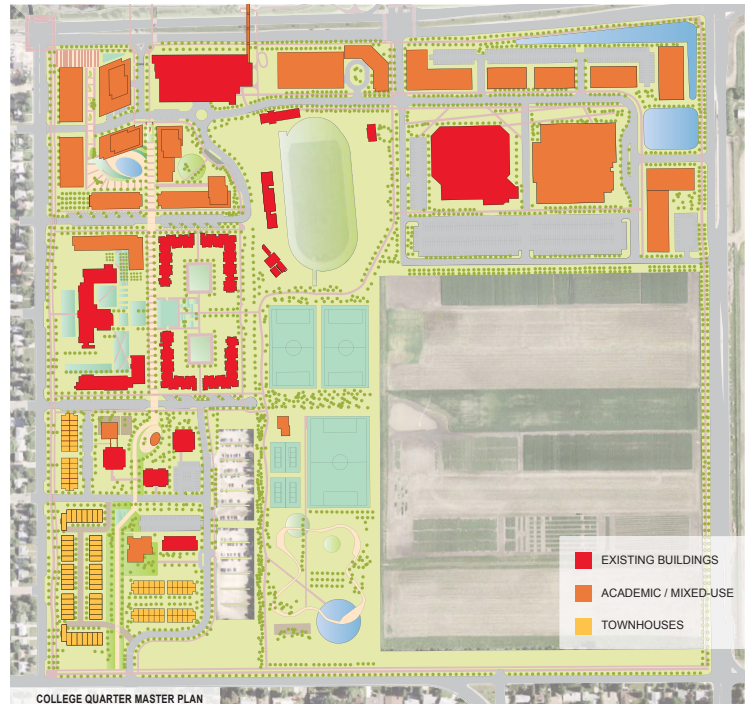 EXISTING BUILDINGS
ACADEMIC / MIXED-USE
TOWNHOUSES
COLLEGE QUARTER MASTER PLAN